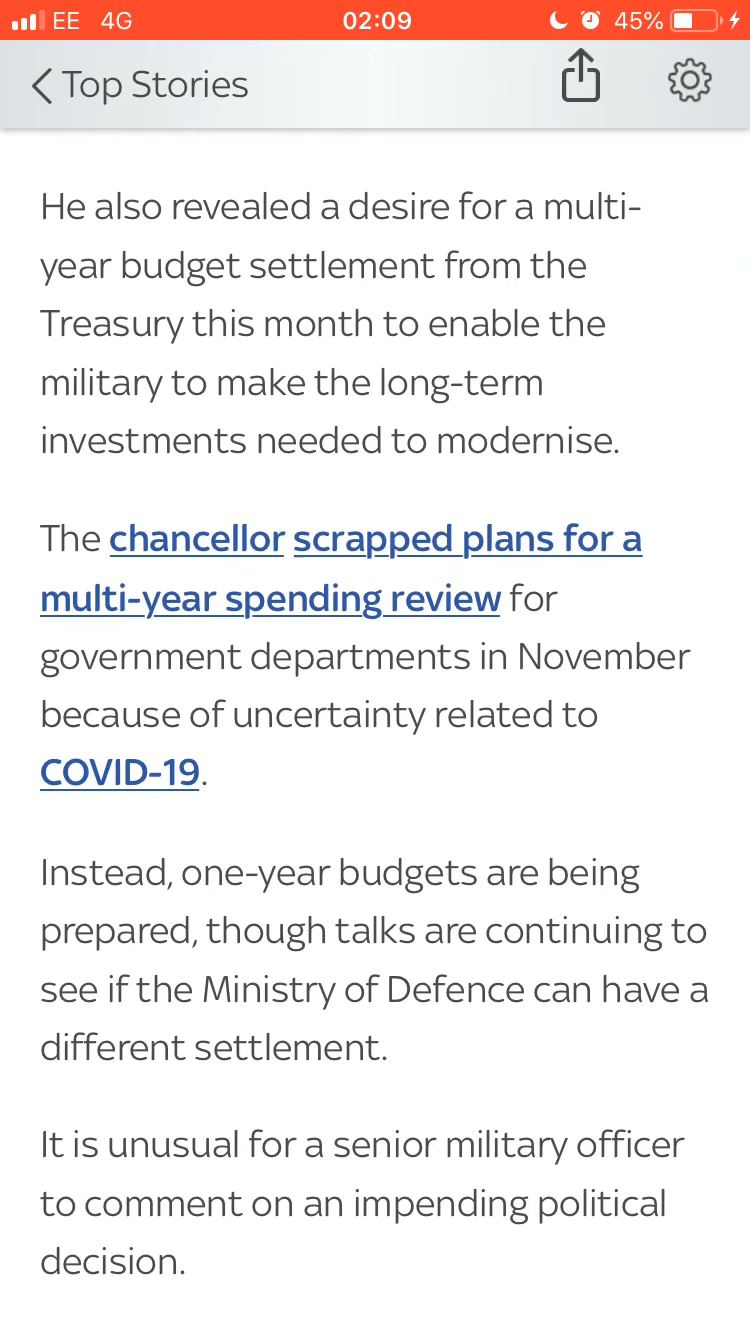 EE 4G 02:09 45%
Top Stories
He also revealed a desire for a multi-
year budget settlement from the
Treasury this month to enable the
military to make the long-term
investments needed to modernise.
The chancellor scrapped plans for a
multi-year spending review for
government departments in November
because of uncertainty related to
COVID-19.
Instead, one-year budgets are being
prepared, though talks are continuing to
see if the Ministry of Defence can have a
different settlement.
It is unusual for a senior military officer
to comment on an impending political
decision.